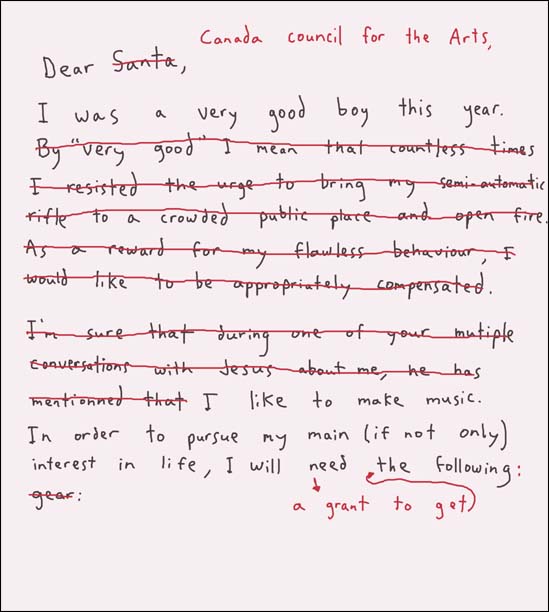 Canada council for the Arts,
Dear Santa,
I was a very good boy this year.
By "very good" I mean that countless times
I resisted the urge to bring my semi-automatic
rifle to a crowded public place and open fire.
As a reward for my flawless behaviour, I
would like to be appropriately compensated.
I'm sure that during one of your mutiple
conversations with Jesus about me, he has
mentionned that I like to make music.
In order to pursue my main (if not only)
interest in life, I will need the following:
gear:
a grant to get